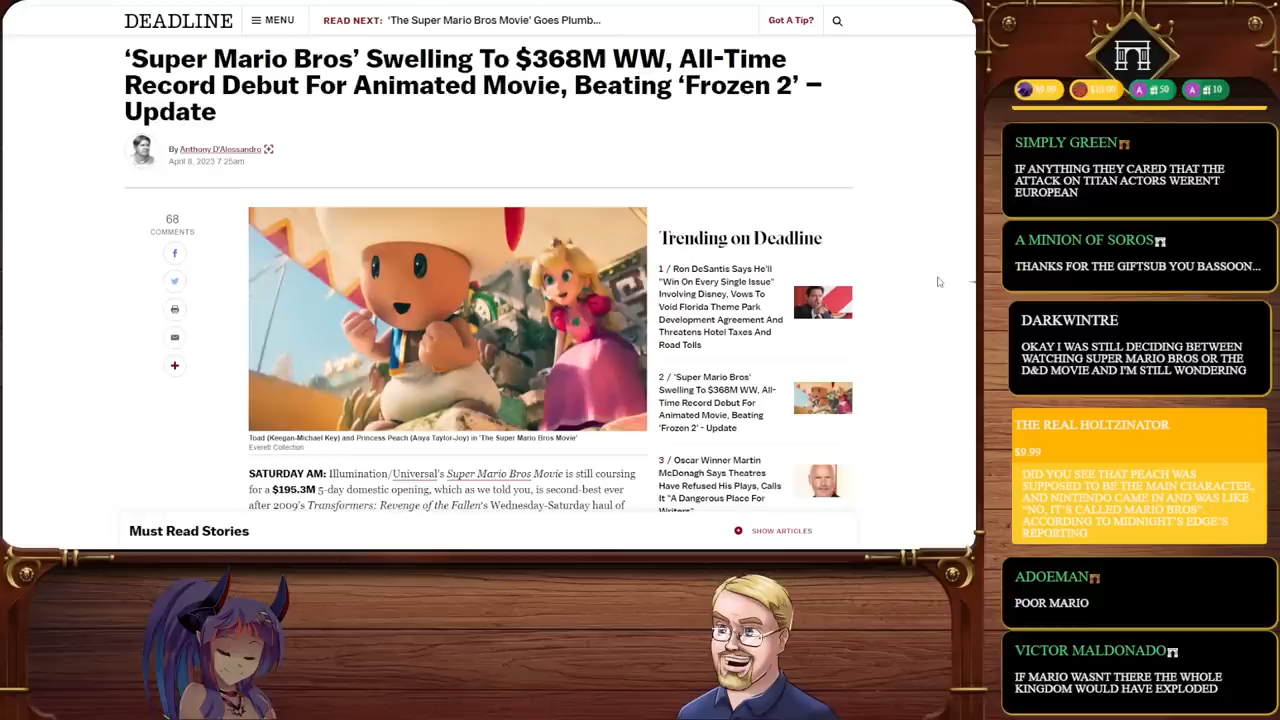 DEADLINE
MENU
READ NEXT: 'The Super Mario Bros Movie' Goes Plumb...
Got A Tip?
‘Super Mario Bros’ Swelling To $368M WW, All-Time
Record Debut For Animated Movie, Beating ‘Frozen 2’ –
Update
By Anthony D'Alessandro
April 8, 2023 7:25am
68
COMMENTS
Toad (Keegan-Michael Key) and Princess Peach (Anya Taylor-Joy) in 'The Super Mario Bros Movie'
Everett Collection
SATURDAY AM: Illumination/Universal's Super Mario Bros Movie is still coursing
for a $195.3M 5-day domestic opening, which as we told you, is second-best ever
after 2009's Transformers: Revenge of the Fallen's Wednesday-Saturday haul of
Trending on Deadline
1 / Ron DeSantis Says He'll
"Win On Every Single Issue"
Involving Disney, Vows To
Void Florida Theme Park
Development Agreement And
Threatens Hotel Taxes And
Road Tolls
2 / 'Super Mario Bros'
Swelling To $368M WW, All-
Time Record Debut For
Animated Movie, Beating
'Frozen 2' - Update
3 / Oscar Winner Martin
McDonagh Says Theatres
Have Refused His Plays, Calls
It "A Dangerous Place For
Writers"
Must Read Stories
SHOW ARTICLES
$9.99
$10.00
A 50
A 10
SIMPLY GREEN
IF ANYTHING THEY CARED THAT THE
ATTACK ON TITAN ACTORS WEREN'T
EUROPEAN
A MINION OF SOROS
THANKS FOR THE GIFTSUB YOU BASSOON...
DARKWINTRE
OKAY I WAS STILL DECIDING BETWEEN
WATCHING SUPER MARIO BROS OR THE
D&D MOVIE AND I'M STILL WONDERING
THE REAL HOLTZINATOR
$9.99
DID YOU SEE THAT PEACH WAS
SUPPOSED TO BE THE MAIN CHARACTER,
AND NINTENDO CAME IN AND WAS LIKE
"NO, IT'S CALLED MARIO BROS".
ACCORDING TO MIDNIGHT'S EDGE'S
REPORTING
ADOEMAN
POOR MARIO
VICTOR MALDONADO
IF MARIO WASNT THERE THE WHOLE
KINGDOM WOULD HAVE EXPLODED